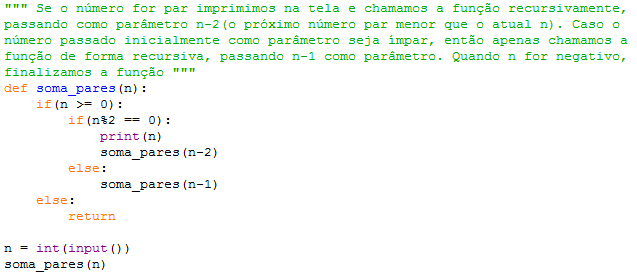 """ Se o número for par imprimimos na tela e chamamos a função recursivamente,
passando como parâmetro n-2(o próximo número par menor que o atual n). Caso o
número passado inicialmente como parâmetro seja ímpar, então apenas chamamos a
função de forma recursiva, passando n-1 como parâmetro. Quando n for negativo,
finalizamos a função """
def soma_pares(n):
    if(n >= 0):
        if(n%2 == 0):
            print(n)
            soma_pares(n-2)
        else:
            soma_pares(n-1)
    else:
        return

n = int(input())
soma_pares(n)